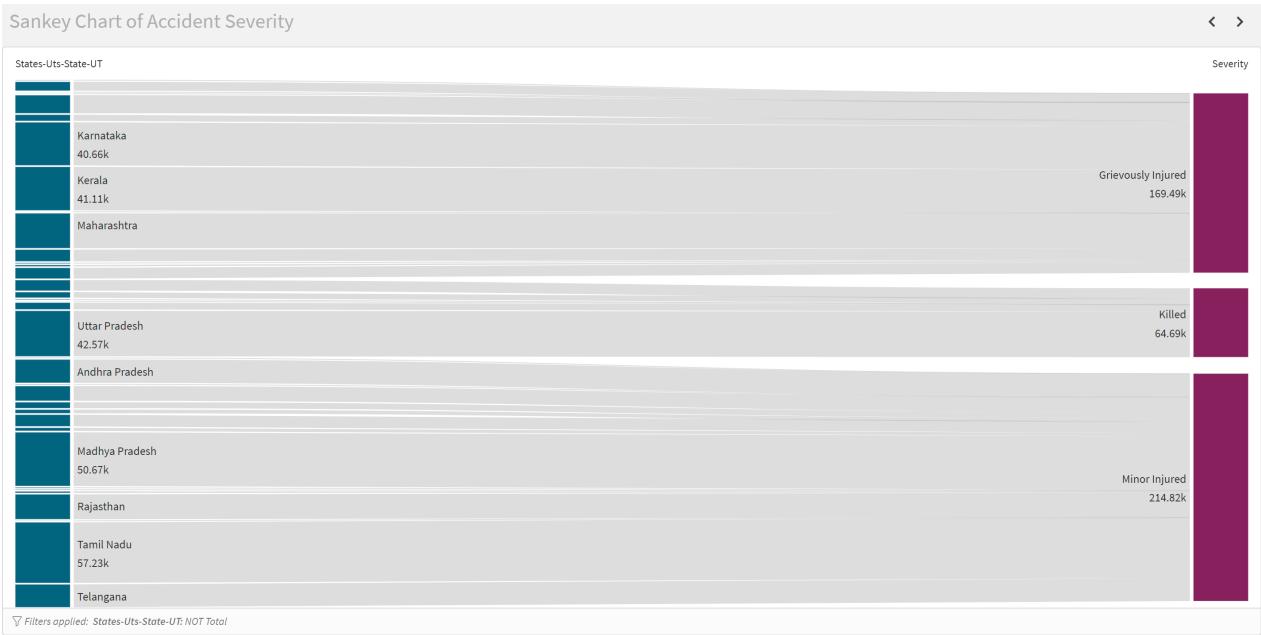 Sankey Chart of Accident Severity
States-Uts-State-UT
Severity
Karnataka
40.66k
Kerala
41.11k
Maharashtra
Uttar Pradesh
42.57k
Andhra Pradesh
Madhya Pradesh
50.67k
Rajasthan
Tamil Nadu
57.23k
Telangana
Grievously Injured
169.49k
Killed
64.69k
Minor Injured
214.82k
Filters applied: States-Uts-State-UT: NOT Total